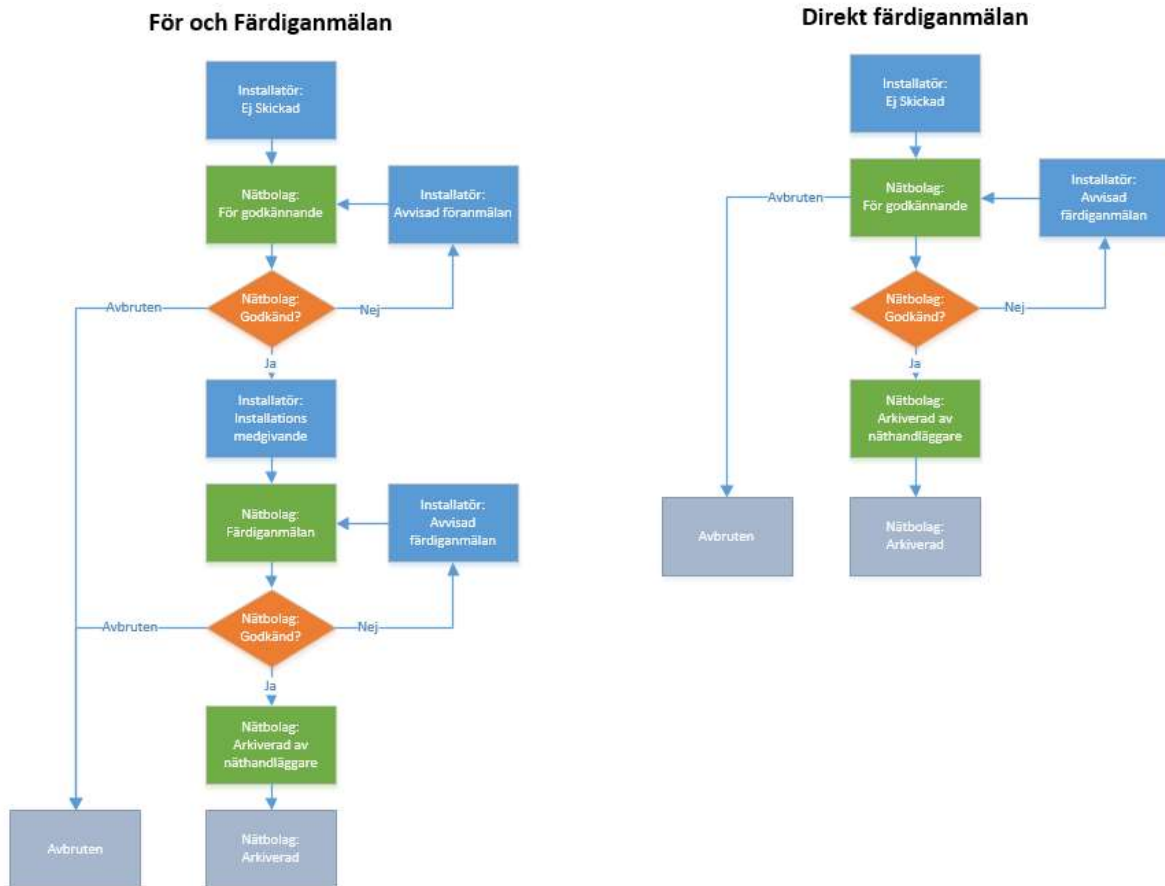 För och Färdiganmälan
Installatör:
Ej Skickad
Nätbolag:
För godkännande
Installatör:
Avvisad föranmälan
Nätbolag:
Godkänd?
Avbruten
Nej
Ja
Installatör:
Installations
medgivande
Nätbolag:
Färdiganmälan
Installatör:
Avvisad
färdiganmälan
Nätbolag:
Godkänd?
Avbruten
Nej
Ja
Nätbolag:
Arkiverad av
näthandläggare
Avbruten
Nätbolag:
Arkiverad
Direkt färdiganmälan
Installatör:
Ej Skickad
Avbruten
Nätbolag:
För godkännande
Installatör:
Avvisad
färdiganmälan
Nätbolag:
Godkänd?
Nej
Ja
Nätbolag:
Arkiverad av
näthandläggare
Avbruten
Nätbolag:
Arkiverad